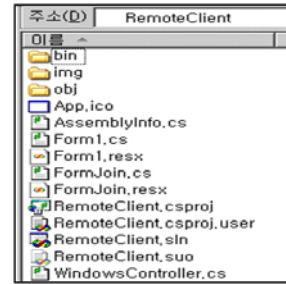 주소(D) RemoteClient
이름
bin
img
obj
App.ico
AssemblyInfo.cs
Form1.cs
Form1.resx
FormJoin.cs
FormJoin.resx
RemoteClient.csproj
RemoteClient.csproj.user
RemoteClient.sln
RemoteClient.suo
WindowsController.cs